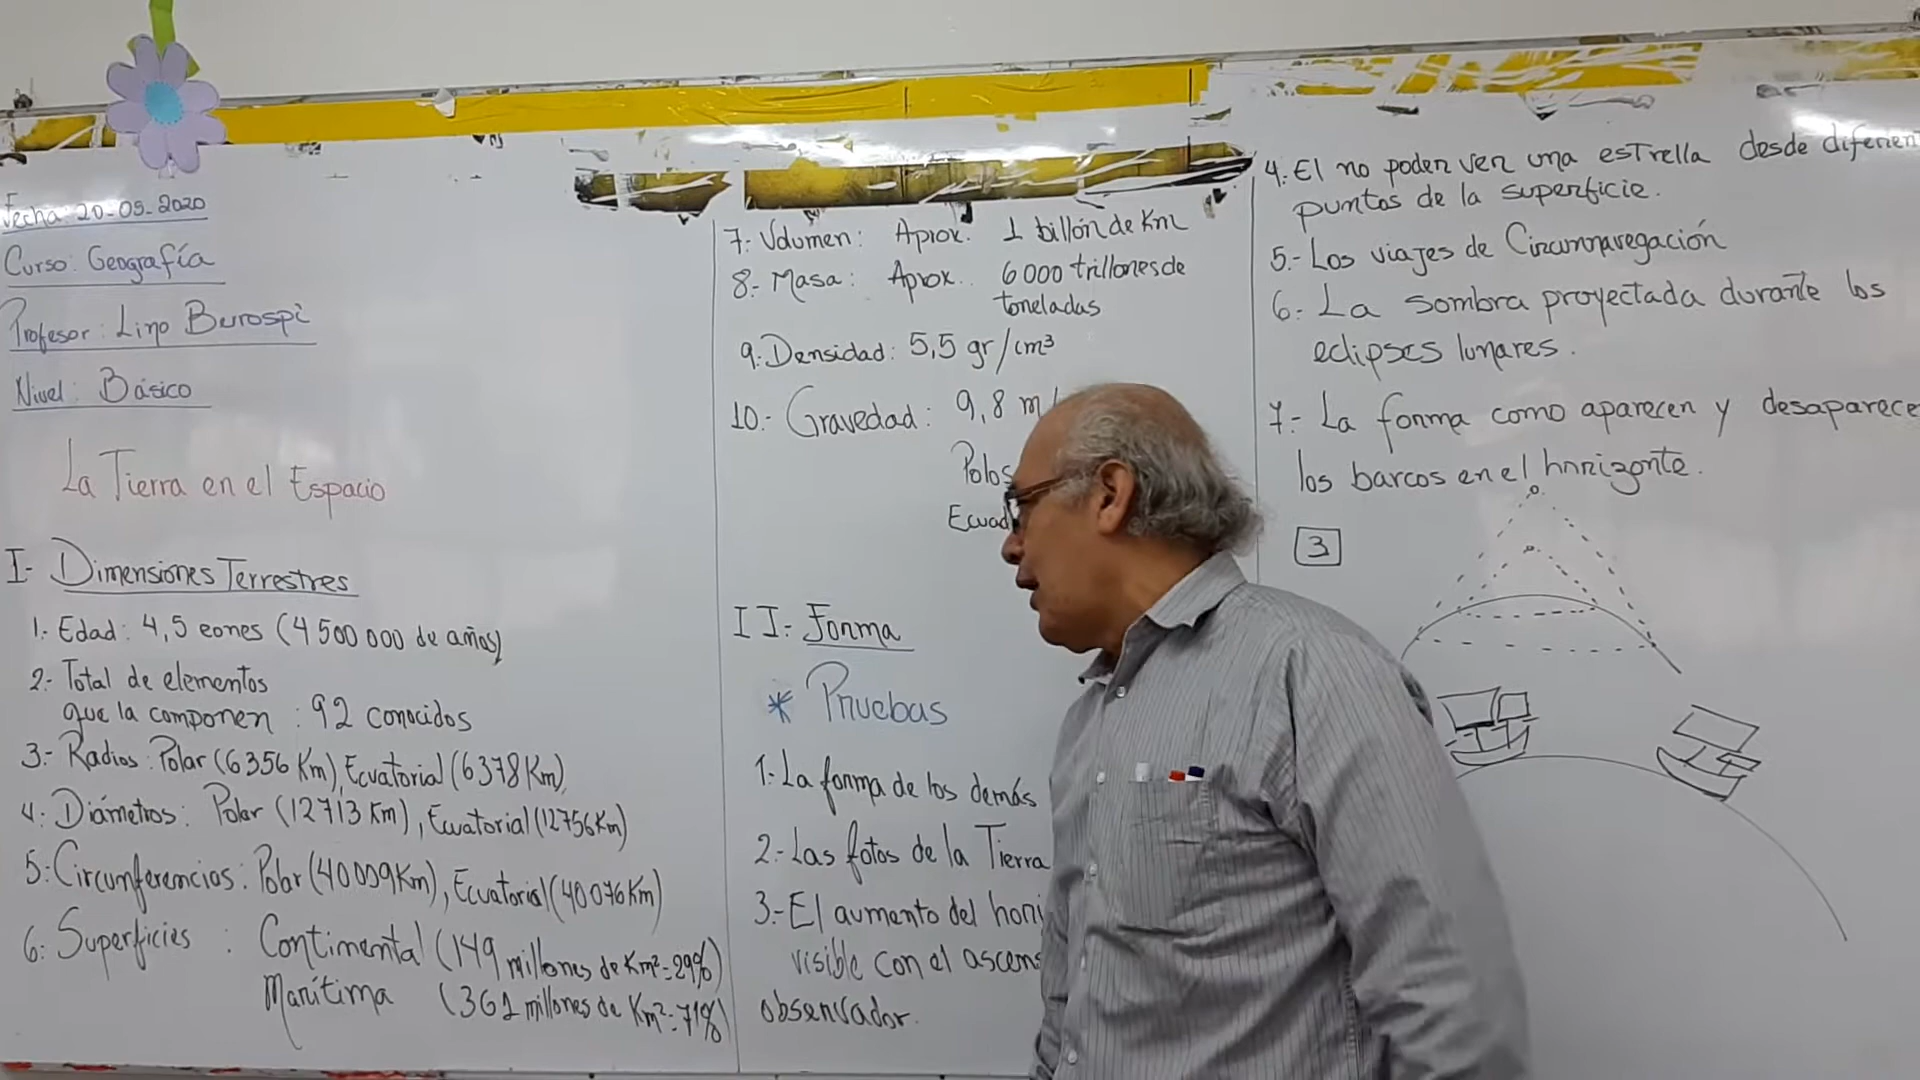 Fecha: 20-05-2020
Curso: Geografía
Profesor: Lino Burospi
Nivel: Básico
La Tierra en el Espacio
I- Dimensiones Terrestres
1.- Edad: 4,5 eones (4 500 000 de años)
2.- Total de elementos
que la componen : 92 conocidos
3.- Radios: Polar (6356 Km), Ecuatorial (6378 Km)
4.- Diámetros: Polar (12713 Km), Ecuatorial (12756 Km)
5.- Circunferencias: Polar (40009 Km), Ecuatorial (40076 Km)
6.- Superficies : Continental (149 millones de Km²=29%)
Marítima (361 millones de Km²=71%)
7.- Volumen: Aprox. 1 billón de Km
8.- Masa: Aprox. 6000 trillones de
toneladas
9.- Densidad: 5,5 gr/cm³
10.- Gravedad: 9,8 m/
Polos
Ecuad
II- Forma
* Pruebas
1.- La forma de los demás
2.- Las fotos de la Tierra
3.- El aumento del hori
visible con el ascens
observador.
4. El no poder ver una estrella desde diferen
puntos de la superficie.
5.- Los viajes de Circunnavegación
6.- La sombra proyectada durante los
eclipses lunares.
7.- La forma como aparecen y desaparece
los barcos en el horizonte.
3